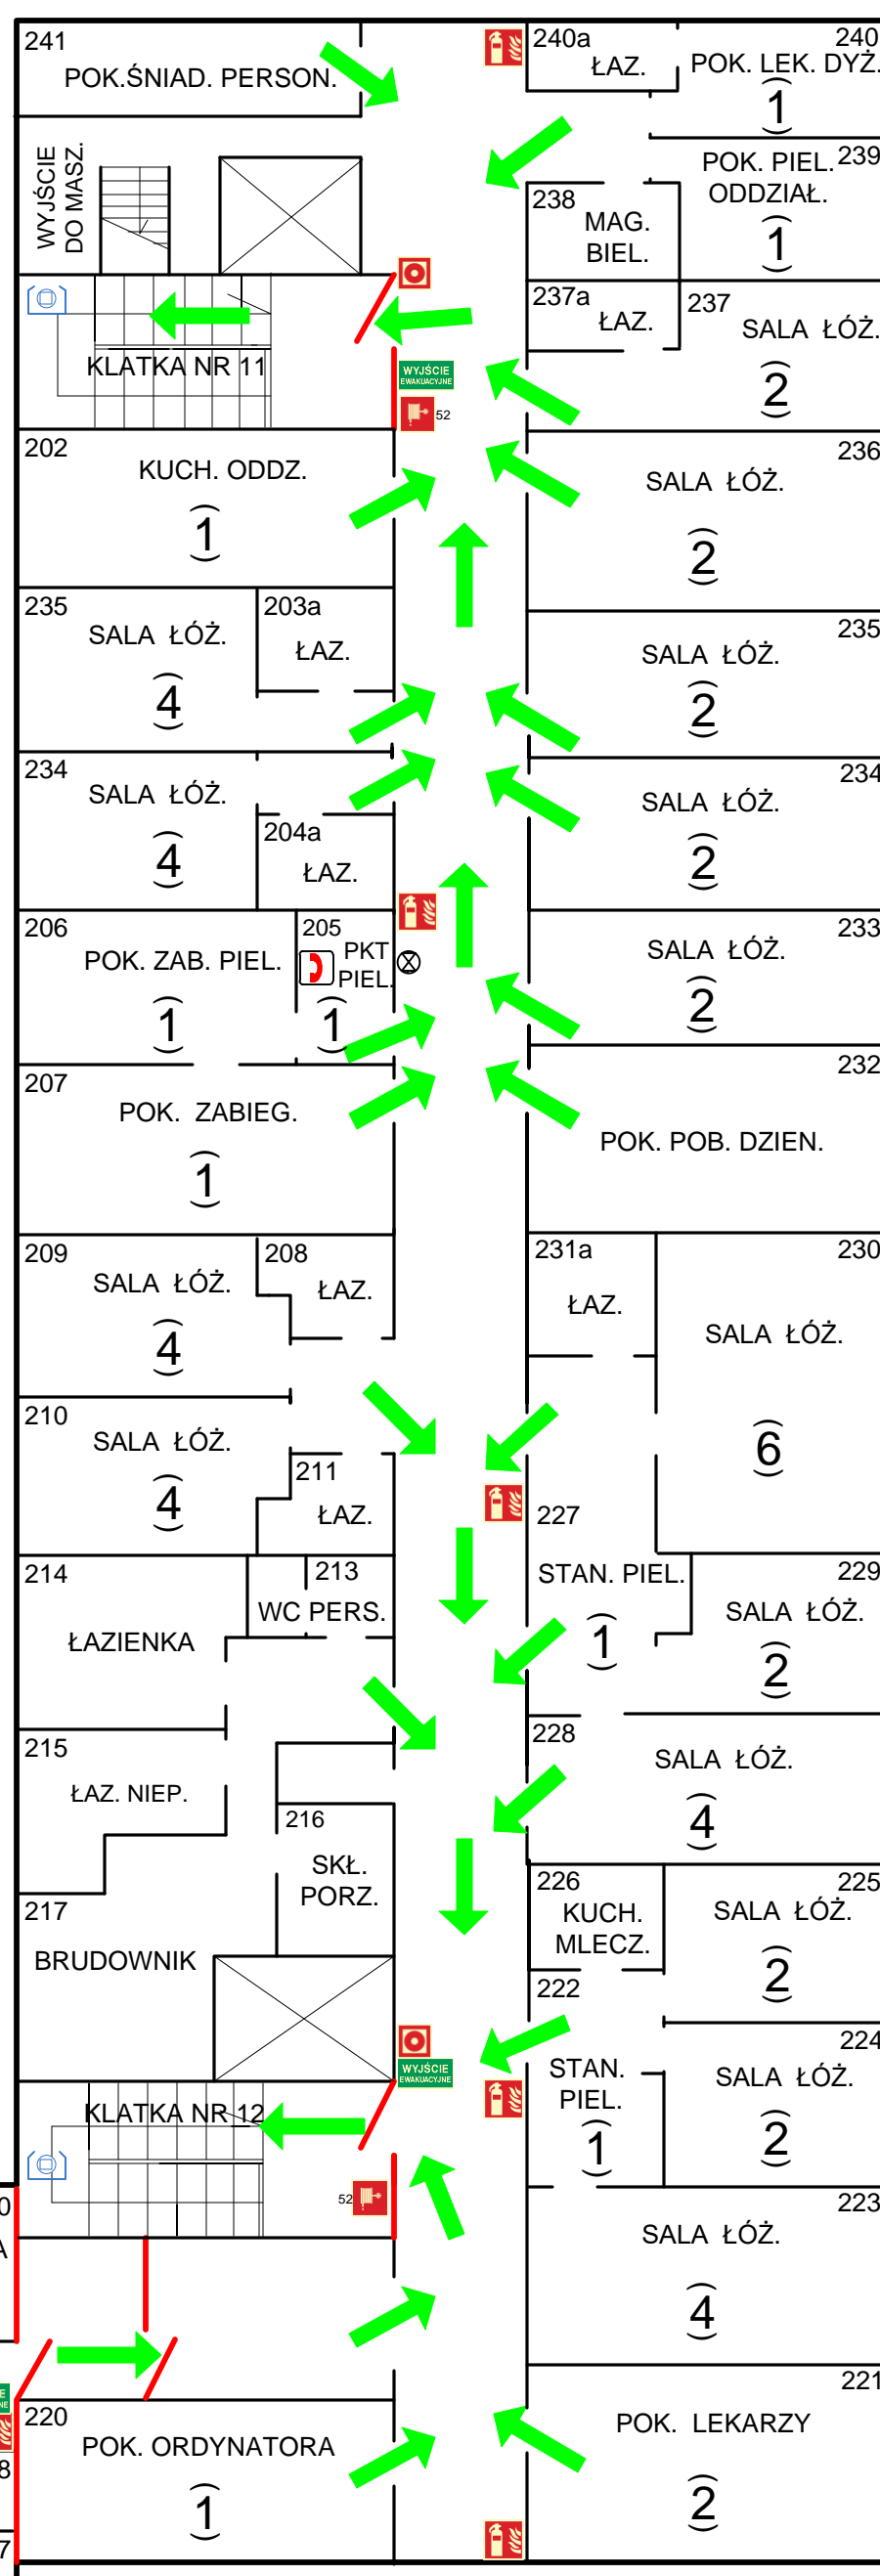 241
POK.ŚNIAD. PERSON.
240a
ŁAZ.
240
POK. LEK. DYŻ.
(1)
WYJŚCIE
DO MASZ.
239
POK. PIEL.
ODDZIAŁ.
(1)
238
MAG.
BIEL.
237a
ŁAZ.
237
SALA ŁÓŻ.
(2)
KLATKA NR 11
WYJŚCIE
EWAKUACYJNE
52
202
KUCH. ODDZ.
(1)
236
SALA ŁÓŻ.
(2)
235
SALA ŁÓŻ.
(4)
203a
ŁAZ.
235
SALA ŁÓŻ.
(2)
234
SALA ŁÓŻ.
(4)
204a
ŁAZ.
234
SALA ŁÓŻ.
(2)
206
POK. ZAB. PIEL.
(1)
205
PKT
PIEL.
(1)
233
SALA ŁÓŻ.
(2)
207
POK. ZABIEG.
(1)
232
POK. POB. DZIEN.
209
SALA ŁÓŻ.
(4)
208
ŁAZ.
231a
ŁAZ.
230
SALA ŁÓŻ.
(6)
210
SALA ŁÓŻ.
(4)
211
ŁAZ.
227
STAN. PIEL.
(1)
214
ŁAZIENKA
213
WC PERS.
229
SALA ŁÓŻ.
(2)
215
ŁAZ. NIEP.
228
SALA ŁÓŻ.
(4)
216
SKŁ.
PORZ.
217
BRUDOWNIK
226
KUCH.
MLECZ.
225
SALA ŁÓŻ.
(2)
222
STAN.
PIEL.
(1)
224
SALA ŁÓŻ.
(2)
WYJŚCIE
EWAKUACYJNE
KLATKA NR 12
52
223
SALA ŁÓŻ.
(4)
0
A
221
POK. LEKARZY
(2)
E
NE
220
POK. ORDYNATORA
(1)
8
7